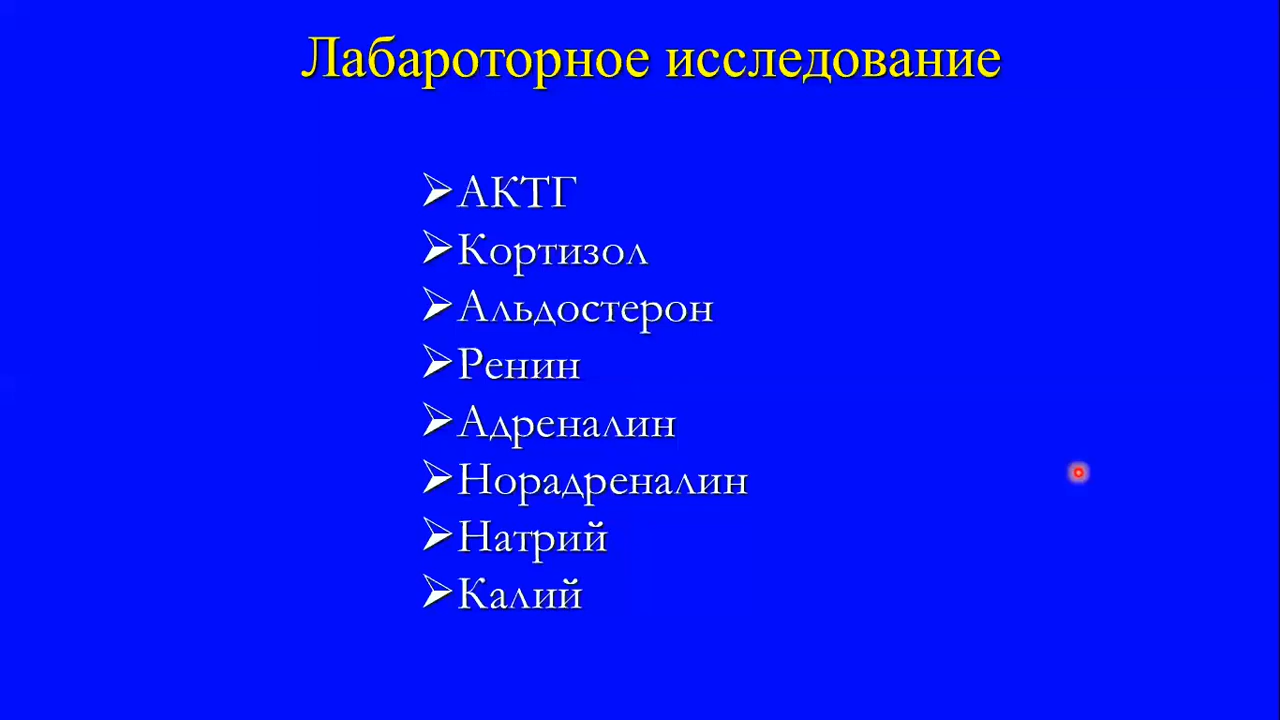 Лабароторное исследование
➢АКТГ
➢Кортизол
➢Альдостерон
➢Ренин
➢Адреналин
➢Норадреналин
➢Натрий
➢Калий